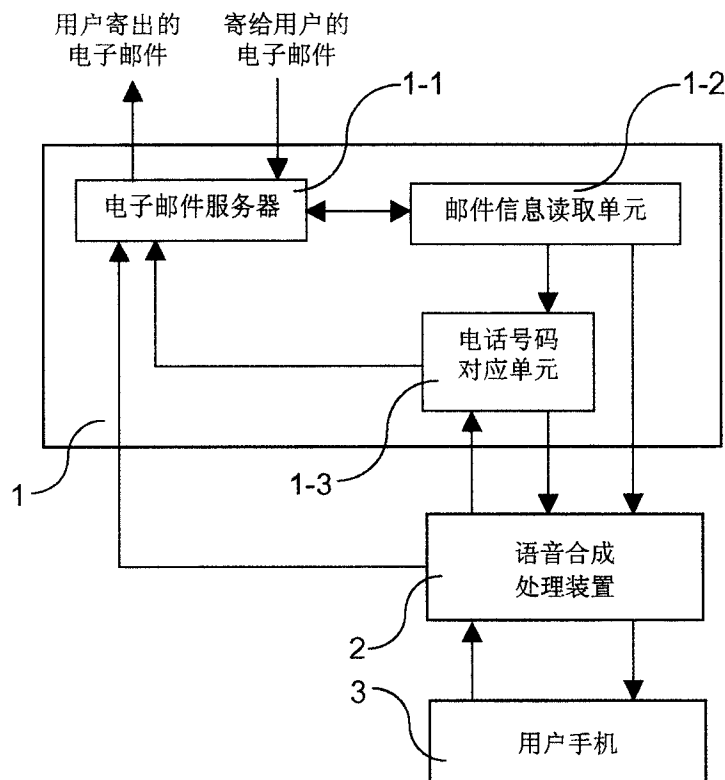 用户寄出的
电子邮件
寄给用户的
电子邮件
1-1
1-2
电子邮件服务器
邮件信息读取单元
电话号码
对应单元
1
1-3
语音合成
处理装置
2
3
用户手机